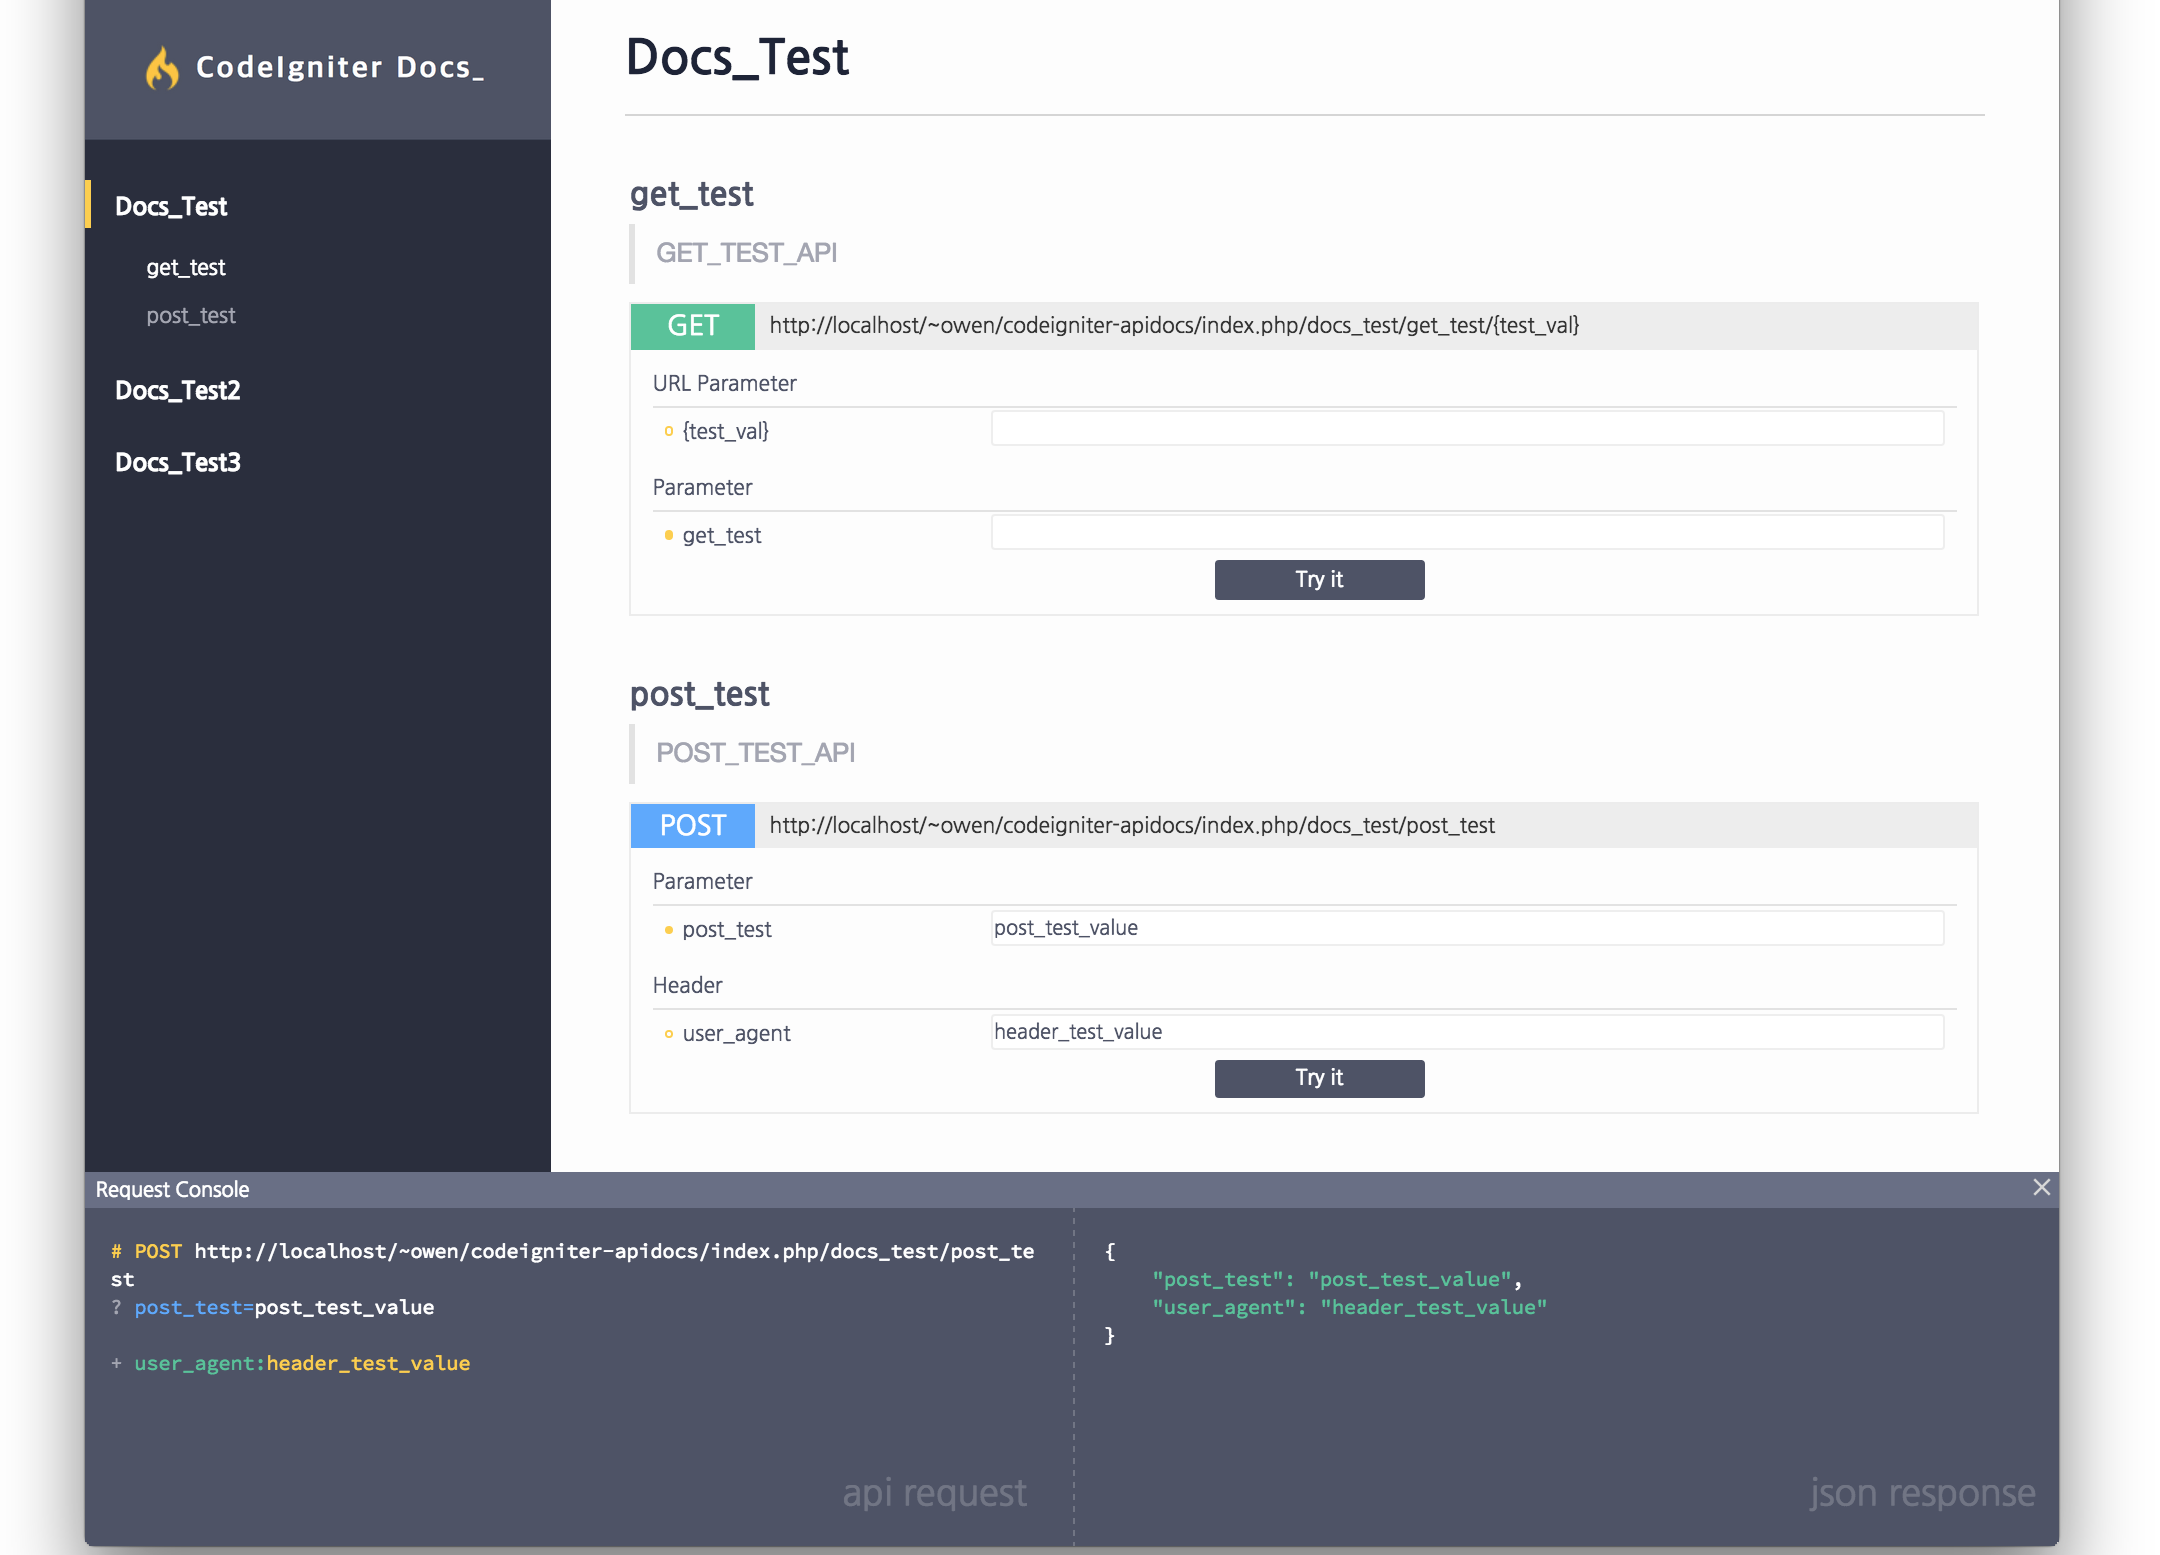 CodeIgniter Docs_
Docs_Test
get_test
post_test
Docs_Test2
Docs_Test3
Docs_Test
get_test
GET_TEST_API
GET http://localhost/~owen/codeigniter-apidocs/index.php/docs_test/get_test/{test_val}
URL Parameter
{test_val}
Parameter
get_test
Try it
post_test
POST_TEST_API
POST http://localhost/~owen/codeigniter-apidocs/index.php/docs_test/post_test
Parameter
post_test post_test_value
Header
user_agent header_test_value
Try it
Request Console
# POST http://localhost/~owen/codeigniter-apidocs/index.php/docs_test/post_te
st
? post_test=post_test_value
+ user_agent:header_test_value
api request
{
"post_test": "post_test_value",
"user_agent": "header_test_value"
}
json response